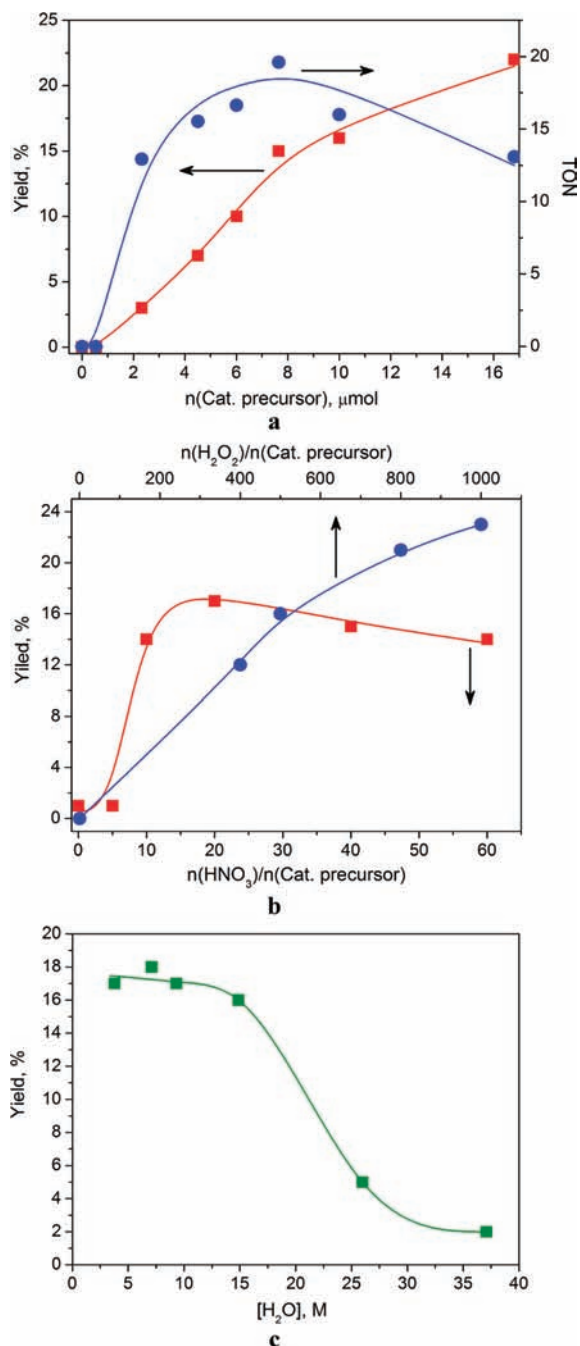 25
20
15
10
5
0
Yield, %
20
15
10
5
0
TON
0 2 4 6 8 10 12 14 16
n(Cat. precursor), μmol
a
n(H₂O₂)/n(Cat. precursor)
0 200 400 600 800 1000
24
20
16
12
8
4
0
Yiled, %
0 10 20 30 40 50 60
n(HNO₃)/n(Cat. precursor)
b
20
18
16
14
12
10
8
6
4
2
0
Yield, %
0 5 10 15 20 25 30 35 40
[H₂O], M
c